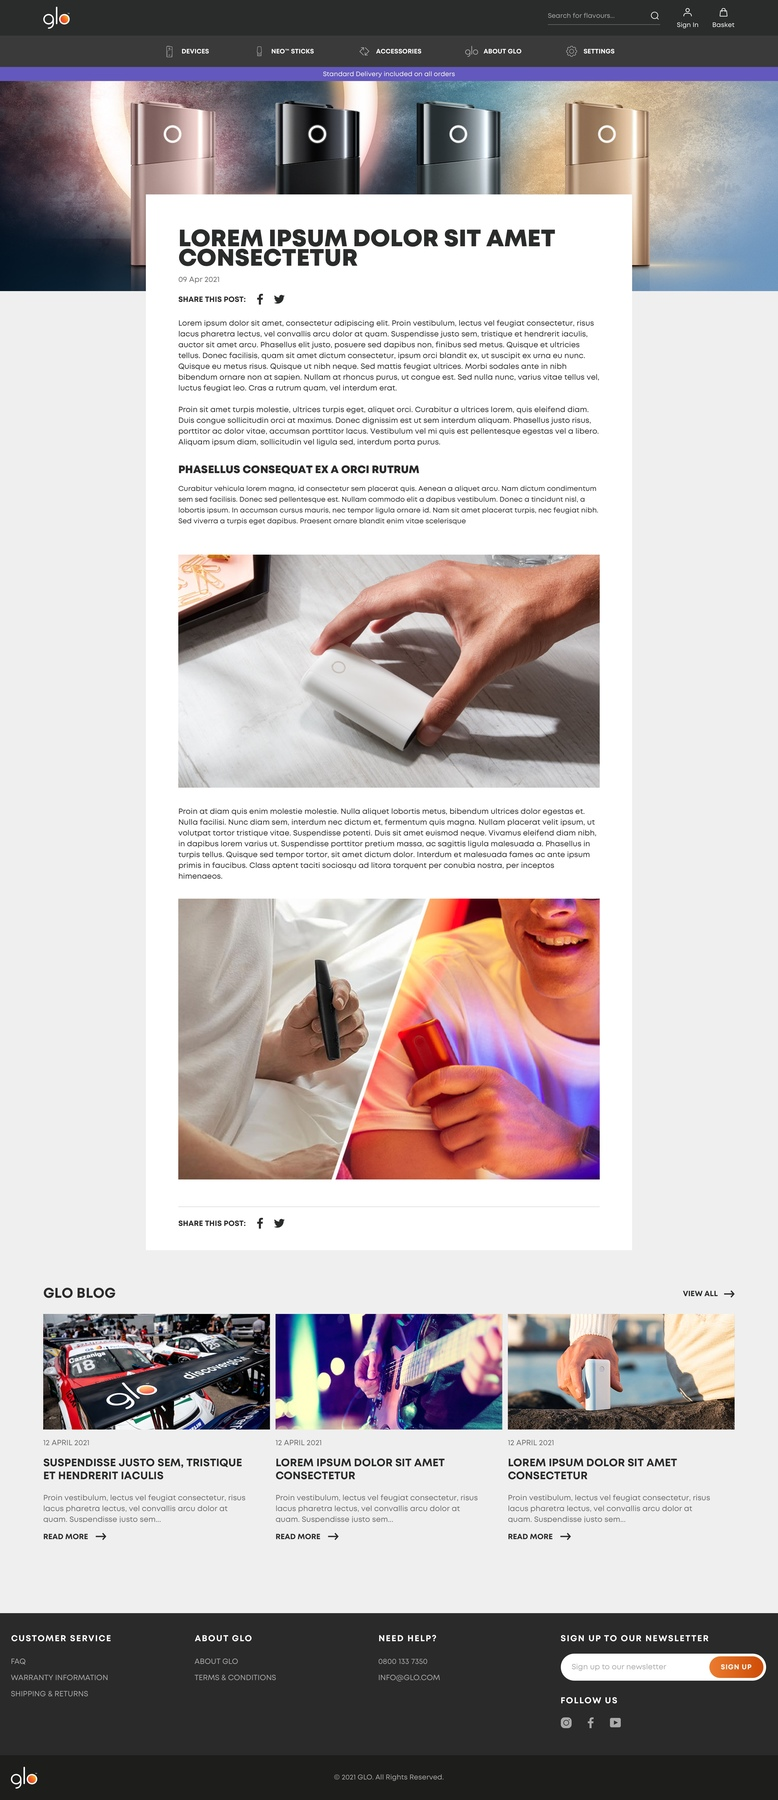 glo
Search for flavours...
Sign In
Basket
DEVICES
NEO™ STICKS
ACCESSORIES
glo ABOUT GLO
SETTINGS
Standard Delivery included on all orders
LOREM IPSUM DOLOR SIT AMET
CONSECTETUR
09 Apr 2021
SHARE THIS POST:
Lorem ipsum dolor sit amet, consectetur adipiscing elit. Proin vestibulum, lectus vel feugiat consectetur, risus
lacus pharetra lectus, vel convallis arcu dolor at quam. Suspendisse justo sem, tristique et hendrerit iaculis,
auctor sit amet arcu. Phasellus elit justo, posuere sed dapibus non, finibus sed metus. Quisque et ultricies
tellus. Donec facilisis, quam sit amet dictum consectetur, ipsum orci blandit ex, ut suscipit ex urna eu nunc.
Quisque eu metus risus. Quisque ut nibh neque. Sed mattis feugiat ultrices. Morbi sodales ante in nibh
bibendum ornare non at sapien. Nullam at rhoncus purus, ut congue est. Sed nulla nunc, varius vitae tellus vel,
luctus feugiat leo. Cras a rutrum quam, vel interdum erat.
Proin sit amet turpis molestie, ultrices turpis eget, aliquet orci. Curabitur a ultrices lorem, quis eleifend diam.
Duis congue sollicitudin orci at maximus. Donec dignissim est ut sem interdum aliquam. Phasellus justo risus,
porttitor ac dolor vitae, accumsan porttitor lacus. Vestibulum vel mi quis est pellentesque egestas vel a libero.
Aliquam ipsum diam, sollicitudin vel ligula sed, interdum porta purus.
PHASELLUS CONSEQUAT EX A ORCI RUTRUM
Curabitur vehicula lorem magna, id consectetur sem placerat quis. Aenean a aliquet arcu. Nam dictum condimentum
sem sed facilisis. Donec sed pellentesque est. Nullam commodo elit a dapibus vestibulum. Donec a tincidunt nisl, a
lobortis ipsum. In accumsan cursus mauris, nec tempor ligula ornare id. Nam sit amet placerat turpis, nec feugiat nibh.
Sed viverra a turpis eget dapibus. Praesent ornare blandit enim vitae scelerisque
Proin at diam quis enim molestie molestie. Nulla aliquet lobortis metus, bibendum ultrices dolor egestas et.
Nulla facilisi. Nunc diam sem, interdum nec dictum et, fermentum quis magna. Nullam placerat velit ipsum, ut
volutpat tortor tristique vitae. Suspendisse potenti. Duis sit amet euismod neque. Vivamus eleifend diam nibh,
in dapibus lorem varius ut. Suspendisse porttitor pretium massa, ac sagittis ligula malesuada a. Phasellus in
turpis tellus. Quisque sed tempor tortor, sit amet dictum dolor. Interdum et malesuada fames ac ante ipsum
primis in faucibus. Class aptent taciti sociosqu ad litora torquent per conubia nostra, per inceptos
himenaeos.
SHARE THIS POST:
GLO BLOG
VIEW ALL
Cazzaniga
18
25
glo
discoverglo.it
12 APRIL 2021
SUSPENDISSE JUSTO SEM, TRISTIQUE
ET HENDRERIT IACULIS
Proin vestibulum, lectus vel feugiat consectetur, risus
lacus pharetra lectus, vel convallis arcu dolor at
quam. Suspendisse justo sem...
READ MORE
12 APRIL 2021
LOREM IPSUM DOLOR SIT AMET
CONSECTETUR
Proin vestibulum, lectus vel feugiat consectetur, risus
lacus pharetra lectus, vel convallis arcu dolor at
quam. Suspendisse justo sem...
READ MORE
12 APRIL 2021
LOREM IPSUM DOLOR SIT AMET
CONSECTETUR
Proin vestibulum, lectus vel feugiat consectetur, risus
lacus pharetra lectus, vel convallis arcu dolor at
quam. Suspendisse justo sem...
READ MORE
CUSTOMER SERVICE
FAQ
WARRANTY INFORMATION
SHIPPING & RETURNS
ABOUT GLO
ABOUT GLO
TERMS & CONDITIONS
NEED HELP?
0800 133 7350
INFO@GLO.COM
SIGN UP TO OUR NEWSLETTER
Sign up to our newsletter
SIGN UP
FOLLOW US
glo
© 2021 GLO. All Rights Reserved.